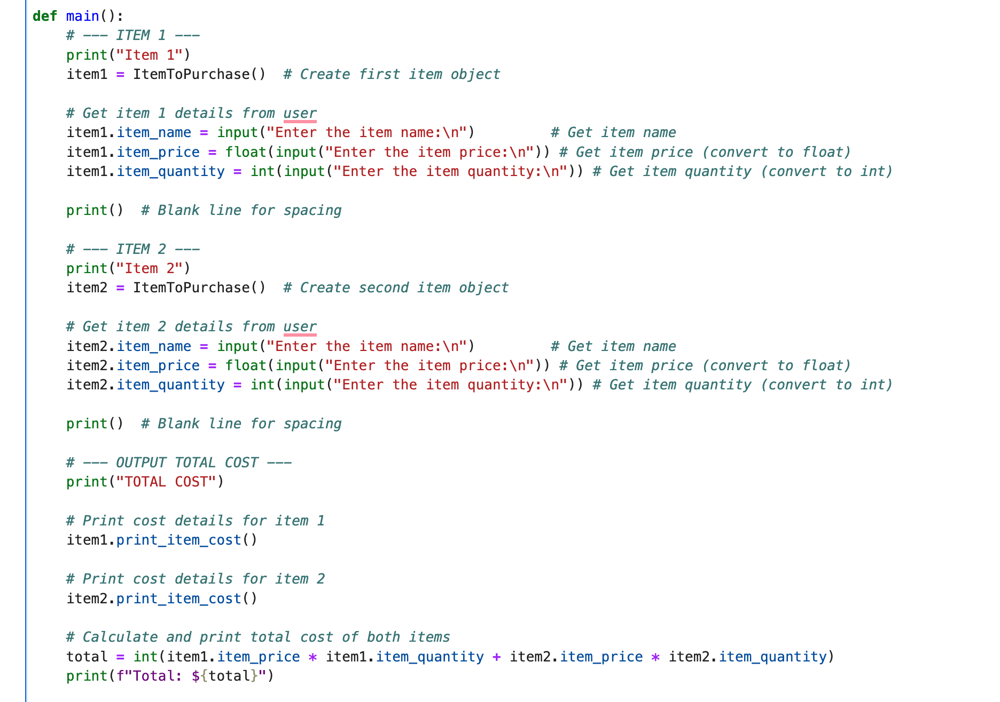 def main():
    # --- ITEM 1 ---
    print("Item 1")
    item1 = ItemToPurchase()  # Create first item object
    # Get item 1 details from user
    item1.item_name = input("Enter the item name:\n")         # Get item name
    item1.item_price = float(input("Enter the item price:\n")) # Get item price (convert to float)
    item1.item_quantity = int(input("Enter the item quantity:\n")) # Get item quantity (convert to int)
    print()  # Blank line for spacing
    # --- ITEM 2 ---
    print("Item 2")
    item2 = ItemToPurchase()  # Create second item object
    # Get item 2 details from user
    item2.item_name = input("Enter the item name:\n")         # Get item name
    item2.item_price = float(input("Enter the item price:\n")) # Get item price (convert to float)
    item2.item_quantity = int(input("Enter the item quantity:\n")) # Get item quantity (convert to int)
    print()  # Blank line for spacing
    # --- OUTPUT TOTAL COST ---
    print("TOTAL COST")
    # Print cost details for item 1
    item1.print_item_cost()
    # Print cost details for item 2
    item2.print_item_cost()
    # Calculate and print total cost of both items
    total = int(item1.item_price * item1.item_quantity + item2.item_price * item2.item_quantity)
    print(f"Total: ${total}")